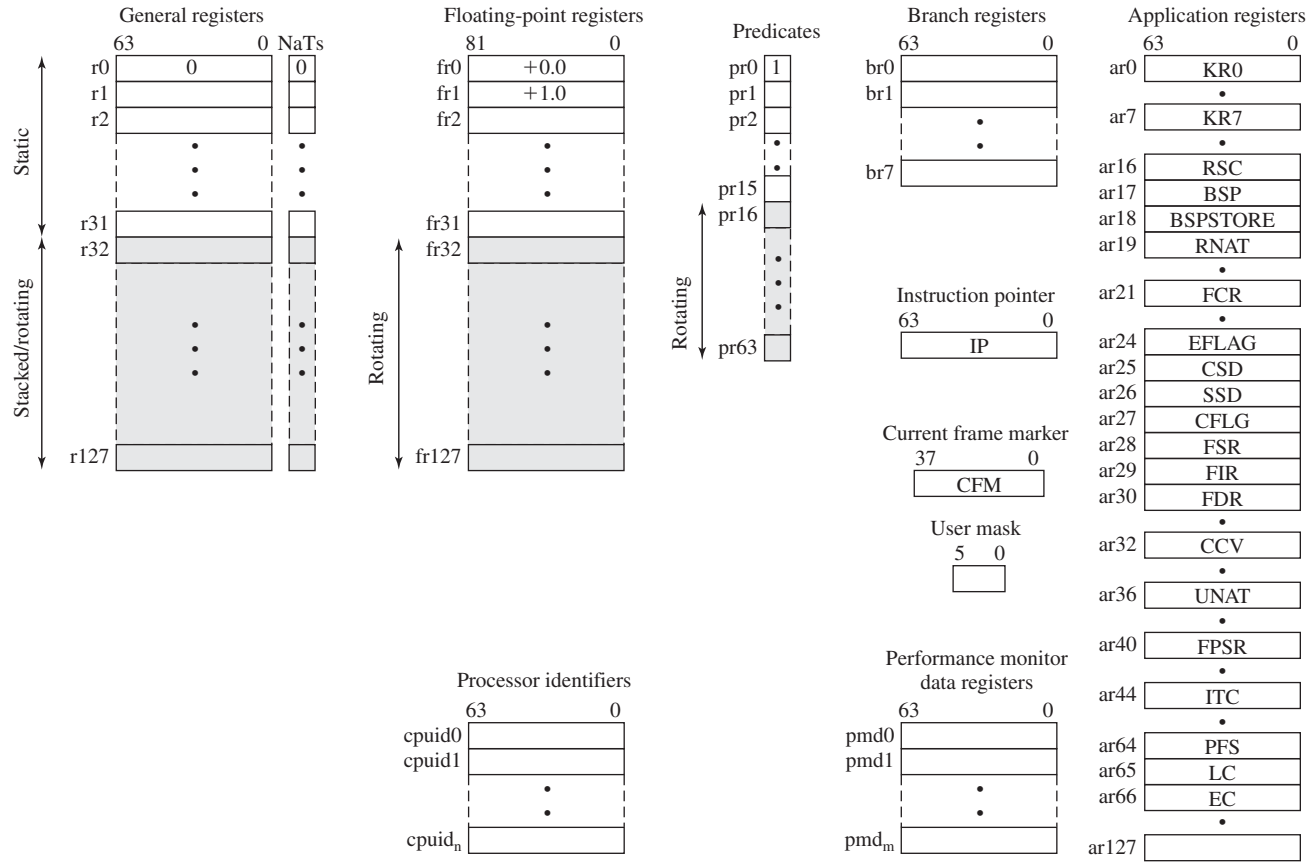 General registers
63 0 NaTs
r0 0 0
r1
r2
r31
r32
r127
Static
Stacked/rotating
Floating-point registers
81 0
fr0 +0.0
fr1 +1.0
fr2
fr31
fr32
fr127
Rotating
Predicates
pr0 1
pr1
pr2
pr15
pr16
pr63
Rotating
Branch registers
63 0
br0
br1
br7
Instruction pointer
63 0
IP
Current frame marker
37 0
CFM
User mask
5 0
Processor identifiers
63 0
cpuid0
cpuid1
cpuidn
Performance monitor
data registers
63 0
pmd0
pmd1
pmdm
Application registers
63 0
ar0 KR0
ar7 KR7
ar16 RSC
ar17 BSP
ar18 BSPSTORE
ar19 RNAT
ar21 FCR
ar24 EFLAG
ar25 CSD
ar26 SSD
ar27 CFLG
ar28 FSR
ar29 FIR
ar30 FDR
ar32 CCV
ar36 UNAT
ar40 FPSR
ar44 ITC
ar64 PFS
ar65 LC
ar66 EC
ar127